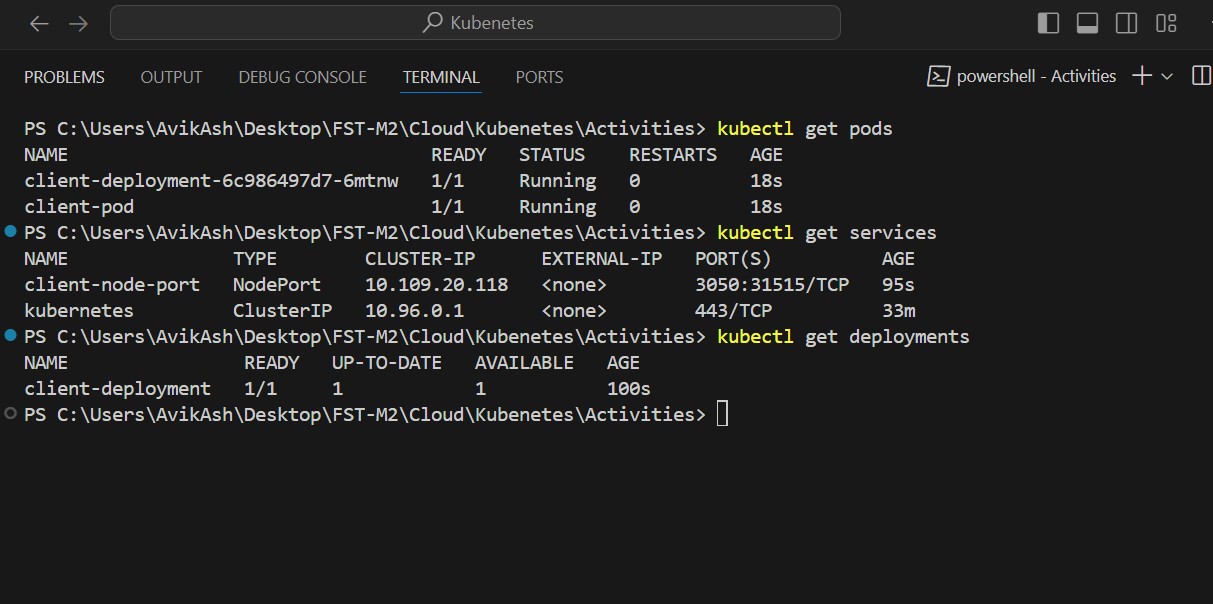 Kubenetes
PROBLEMS OUTPUT DEBUG CONSOLE TERMINAL PORTS powershell - Activities
PS C:\Users\AvikAsh\Desktop\FST-M2\Cloud\Kubenetes\Activities> kubectl get pods
NAME READY STATUS RESTARTS AGE
client-deployment-6c986497d7-6mtnw 1/1 Running 0 18s
client-pod 1/1 Running 0 18s
PS C:\Users\AvikAsh\Desktop\FST-M2\Cloud\Kubenetes\Activities> kubectl get services
NAME TYPE CLUSTER-IP EXTERNAL-IP PORT(S) AGE
client-node-port NodePort 10.109.20.118 <none> 3050:31515/TCP 95s
kubernetes ClusterIP 10.96.0.1 <none> 443/TCP 33m
PS C:\Users\AvikAsh\Desktop\FST-M2\Cloud\Kubenetes\Activities> kubectl get deployments
NAME READY UP-TO-DATE AVAILABLE AGE
client-deployment 1/1 1 1 100s
PS C:\Users\AvikAsh\Desktop\FST-M2\Cloud\Kubenetes\Activities>